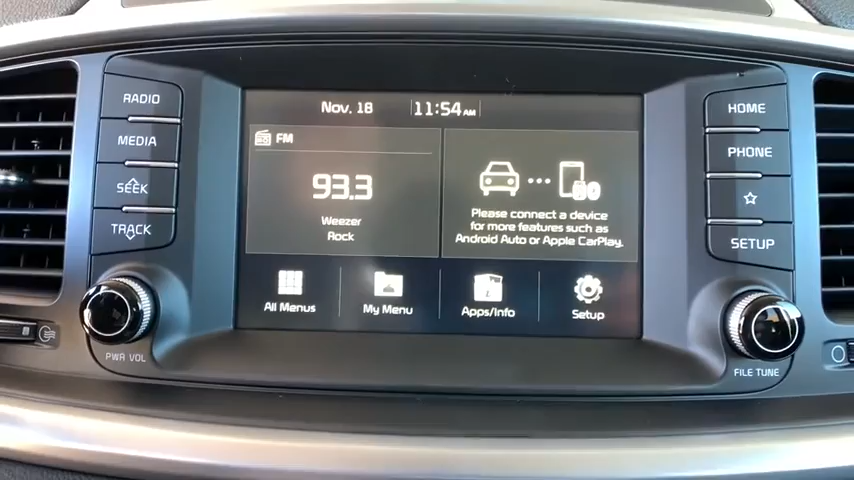 RADIO
MEDIA
SEEK
TRACK
PWR VOL
Nov. 18
11:54 AM
FM
93.3
Weezer
Rock
Please connect a device
for more features such as
Android Auto or Apple CarPlay.
All Menus
My Menu
Apps/Info
Setup
HOME
PHONE
SETUP
FILE TUNE